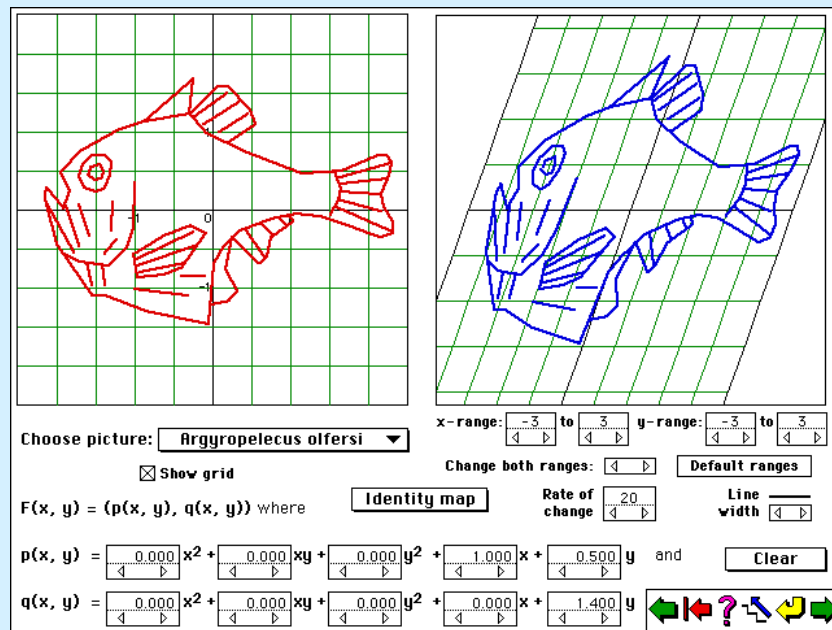 -1
0
-1
x-range: -3 to 3 y-range: -3 to 3
Choose picture: Argyropelecus olfersi
Change both ranges: Default ranges
Show grid
Identity map
Rate of change 20
Line width
F(x, y) = (p(x, y), q(x, y)) where
p(x, y) = 0.000 x² + 0.000 xy + 0.000 y² + 1.000 x + 0.500 y and
Clear
q(x, y) = 0.000 x² + 0.000 xy + 0.000 y² + 0.000 x + 1.400 y
?